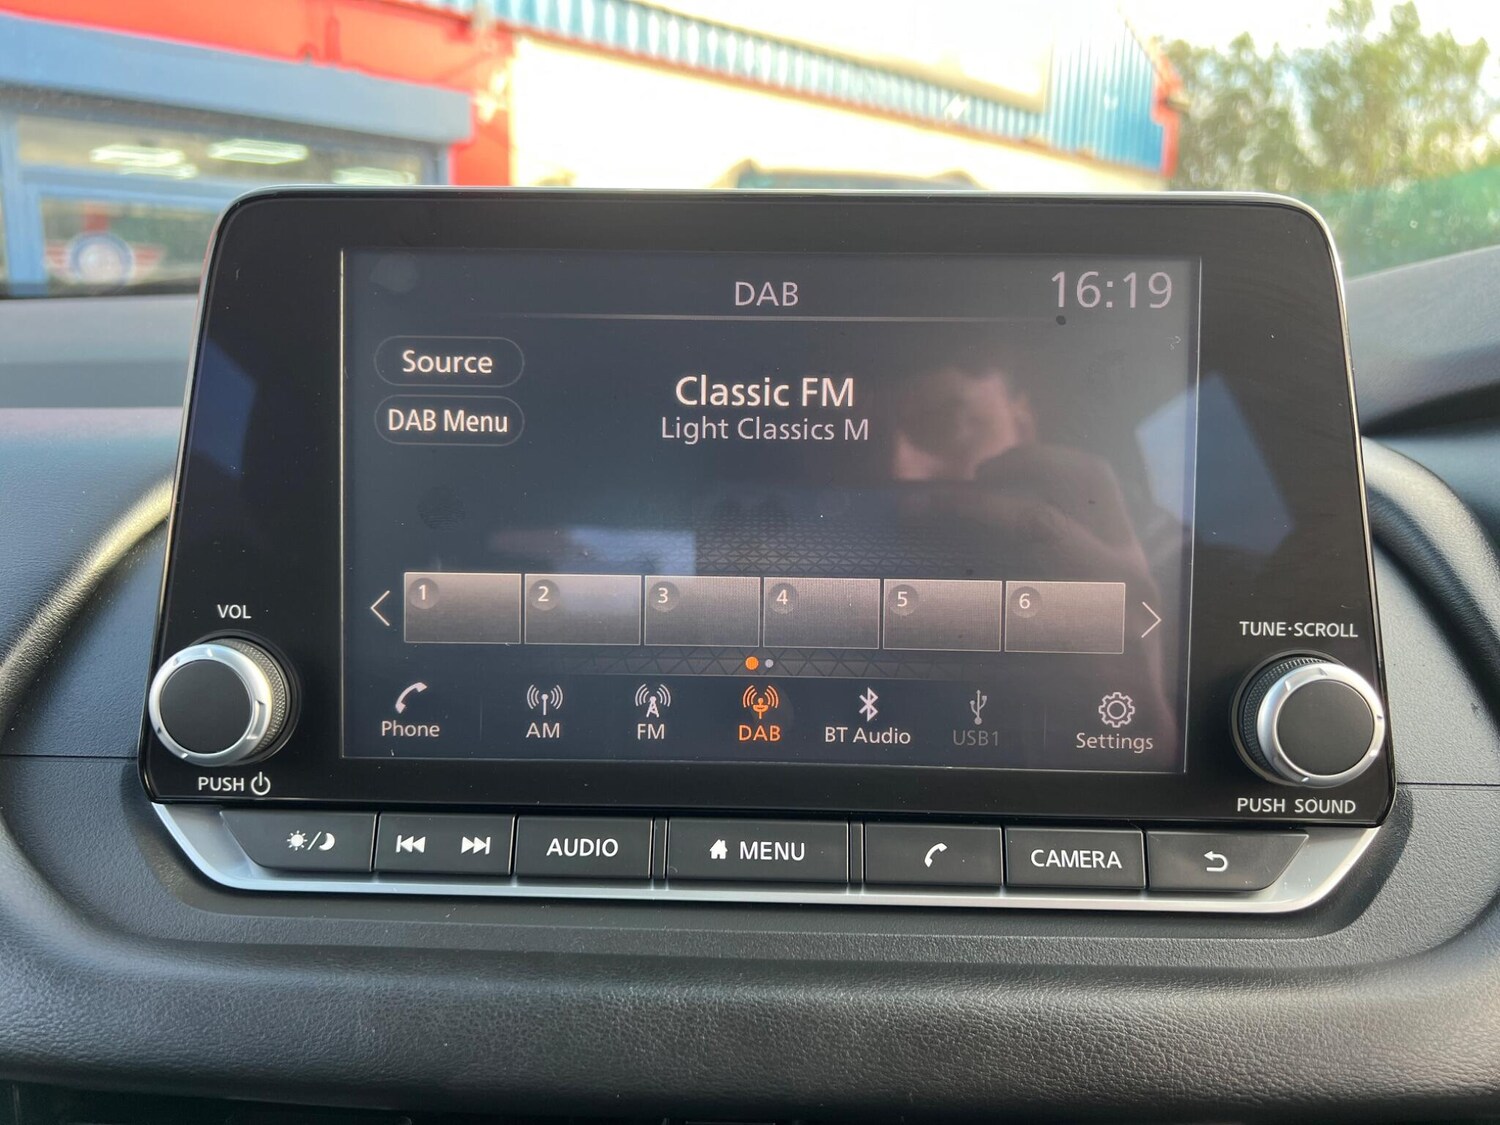 DAB
16:19
Source
Classic FM
DAB Menu
Light Classics M
1 2 3 4 5 6
VOL
TUNE·SCROLL
Phone AM FM DAB BT Audio USB1 Settings
PUSH
PUSH SOUND
AUDIO MENU CAMERA